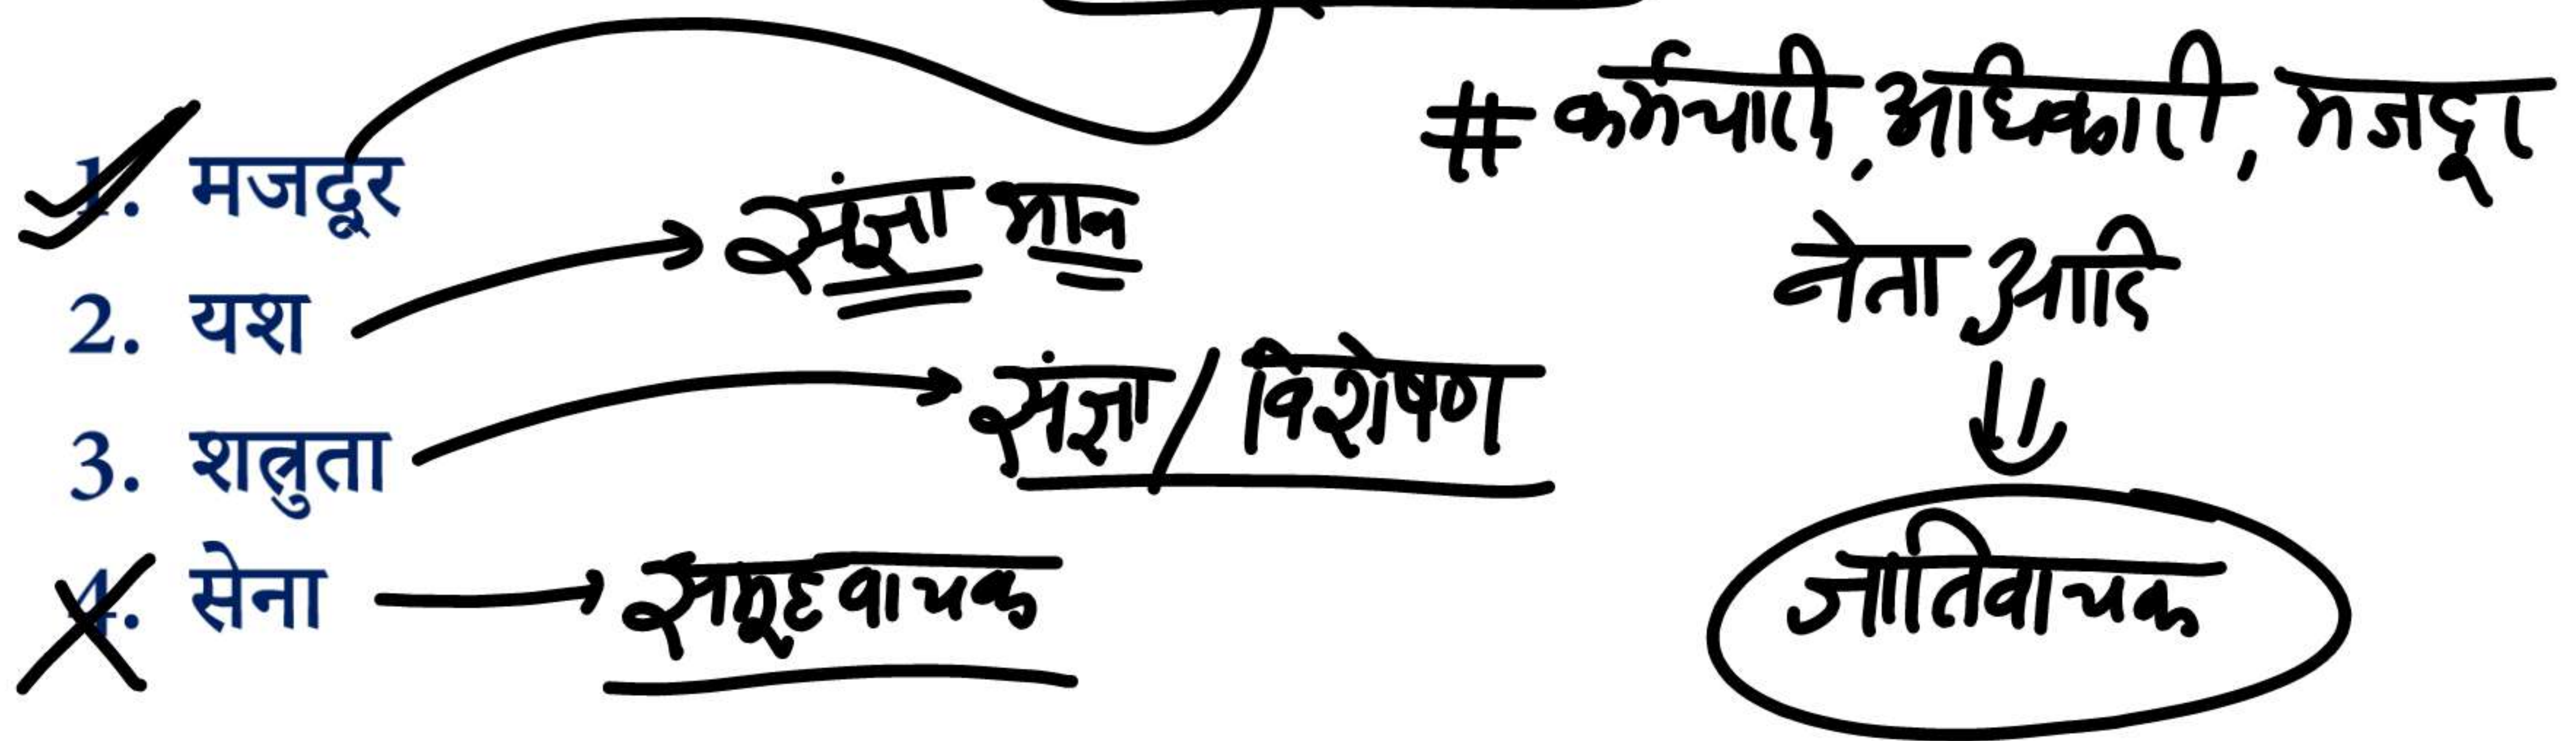 # कर्मचारी, अधिकारी, मजदूर
नेता, आदि
⇓
जातिवाचक
1. मजदूर
2. यश → संज्ञा भाव
3. शत्रुता → संज्ञा / विशेषण
4. सेना → समूहवाचक